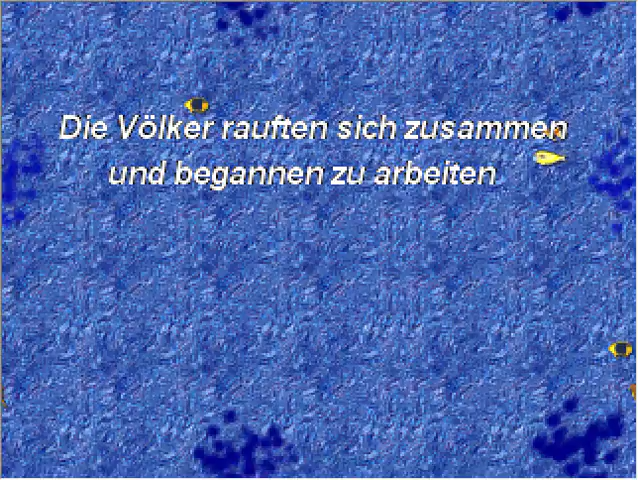 Die Völker rauften sich zusammen
und begannen zu arbeiten